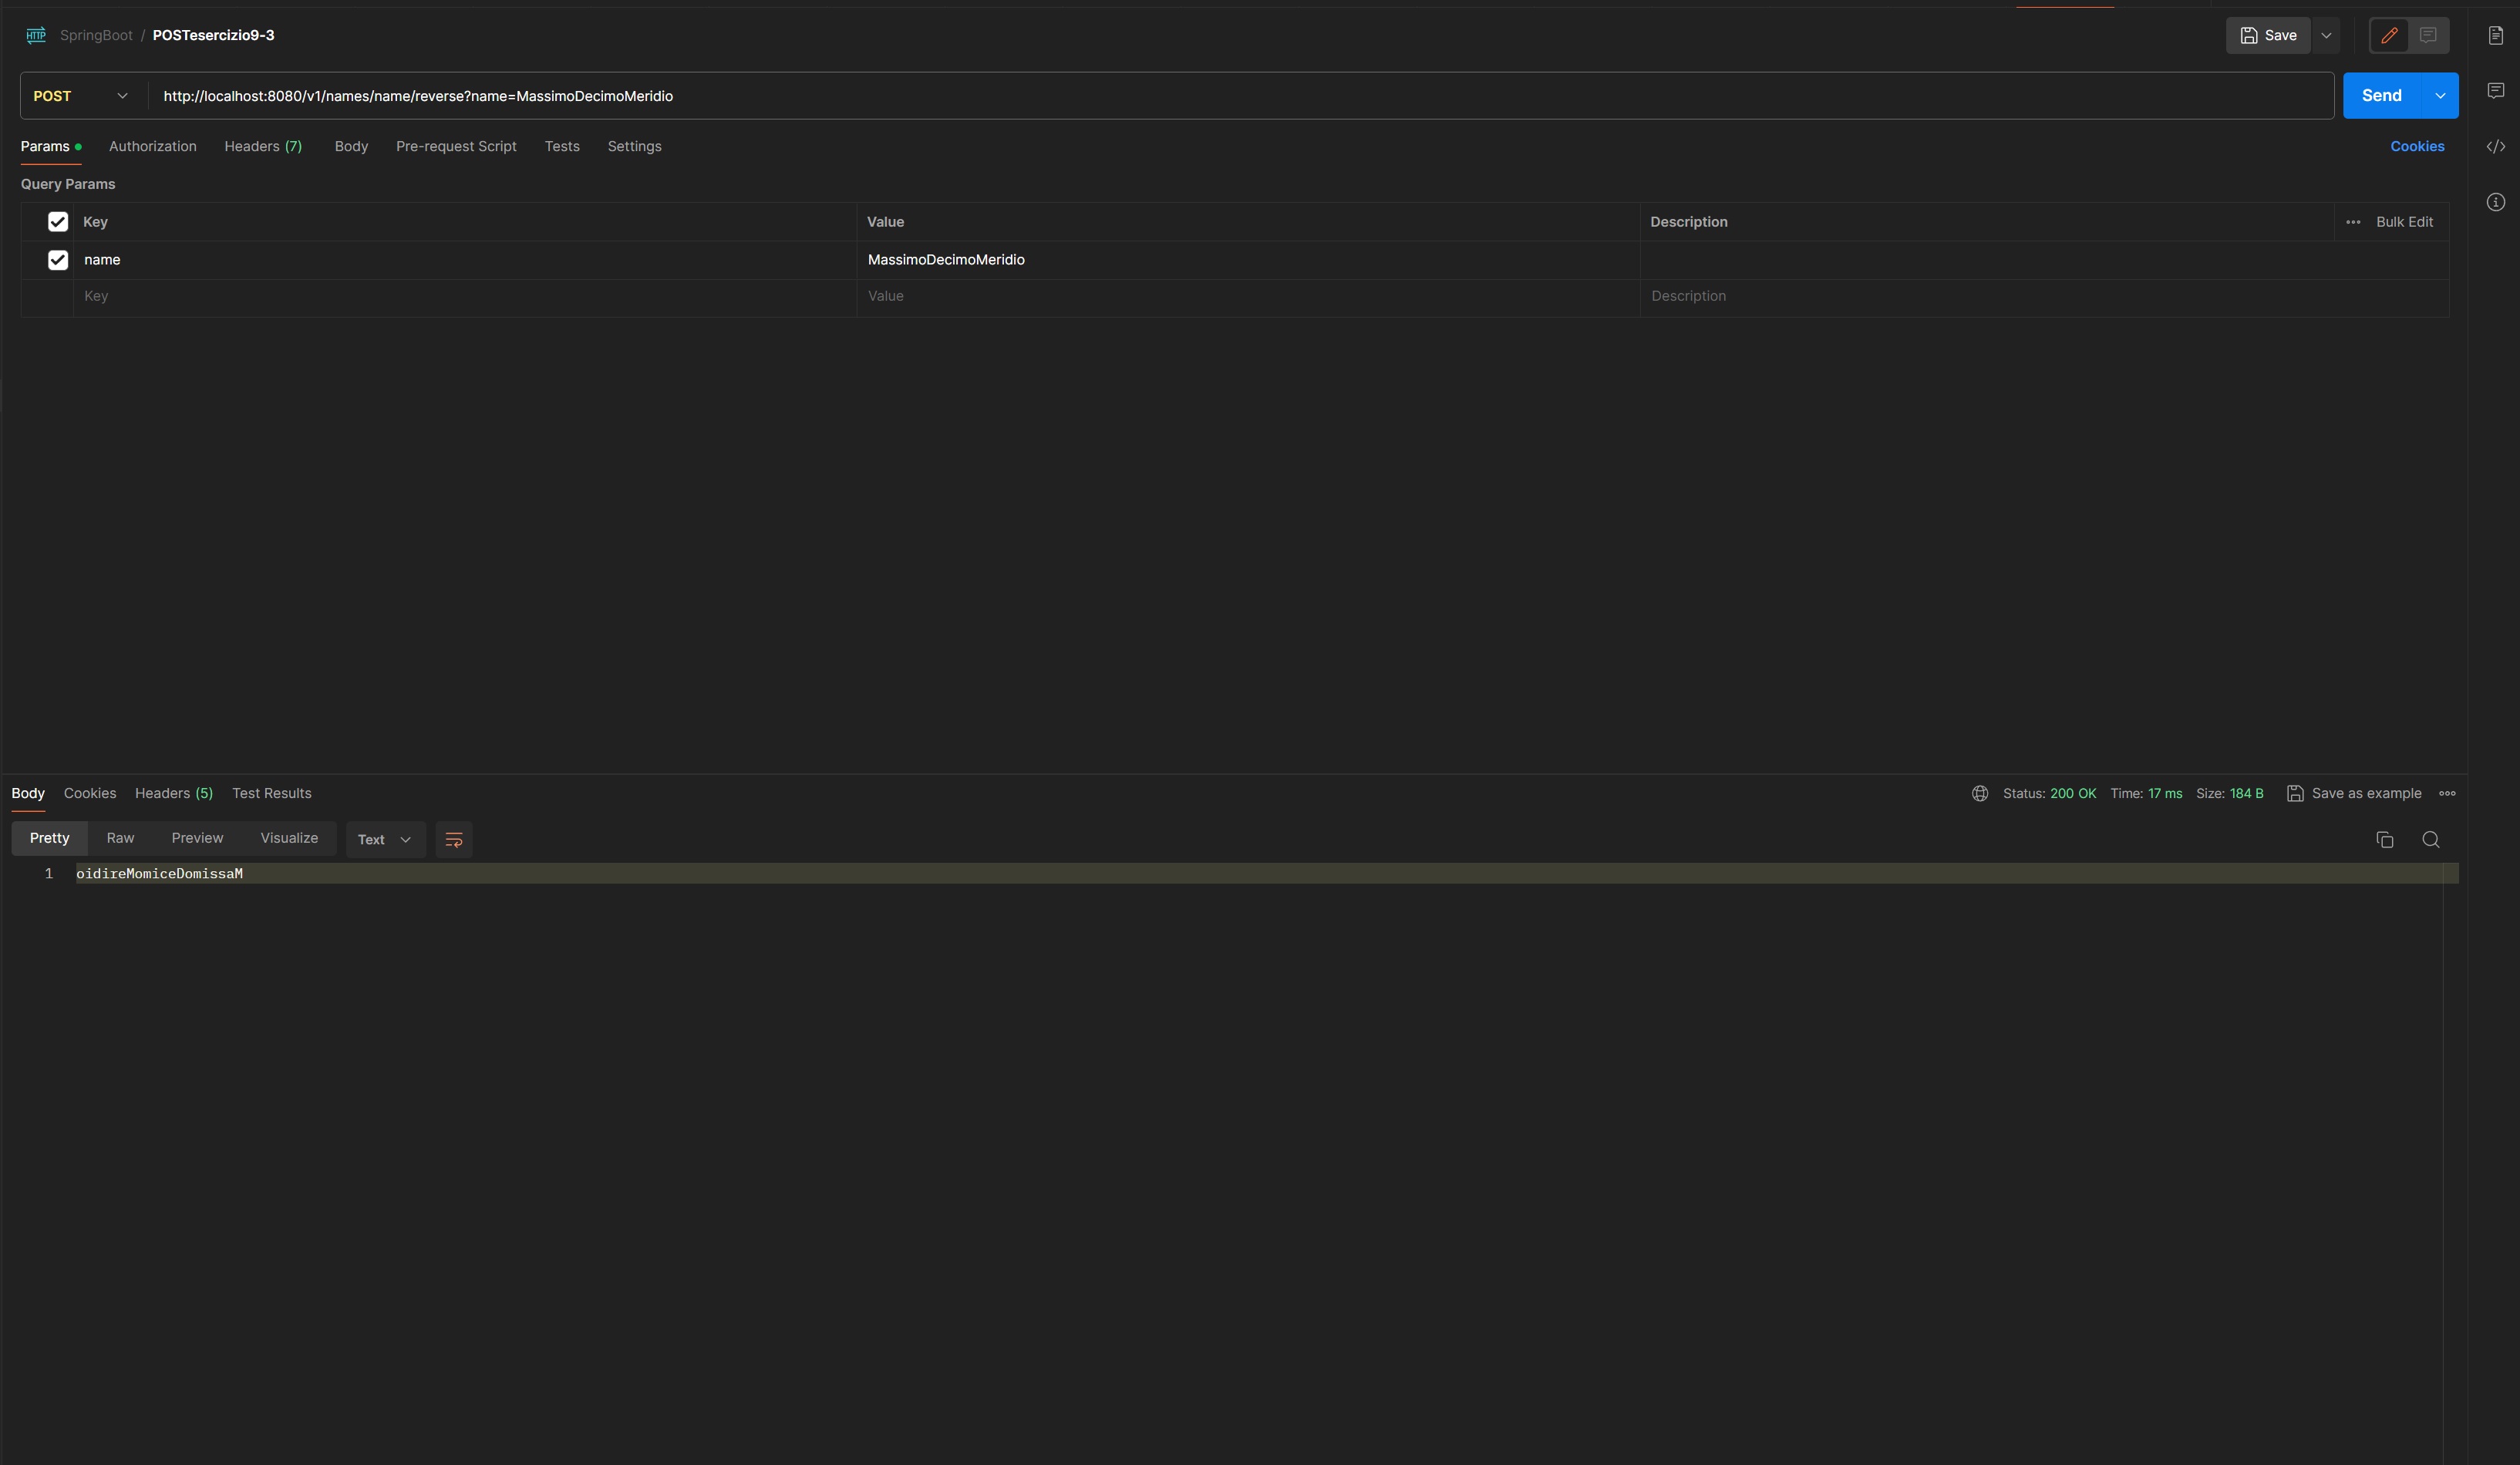 SpringBoot / POSTesercizio9-3
Save
POST http://localhost:8080/v1/names/name/reverse?name=MassimoDecimoMeridio Send
Params Authorization Headers (7) Body Pre-request Script Tests Settings Cookies
Query Params
Key Value Description Bulk Edit
name MassimoDecimoMeridio
Key Value Description
Body Cookies Headers (5) Test Results Status: 200 OK Time: 17 ms Size: 184 B Save as example
Pretty Raw Preview Visualize Text
1 oidireMomiceDomissaM